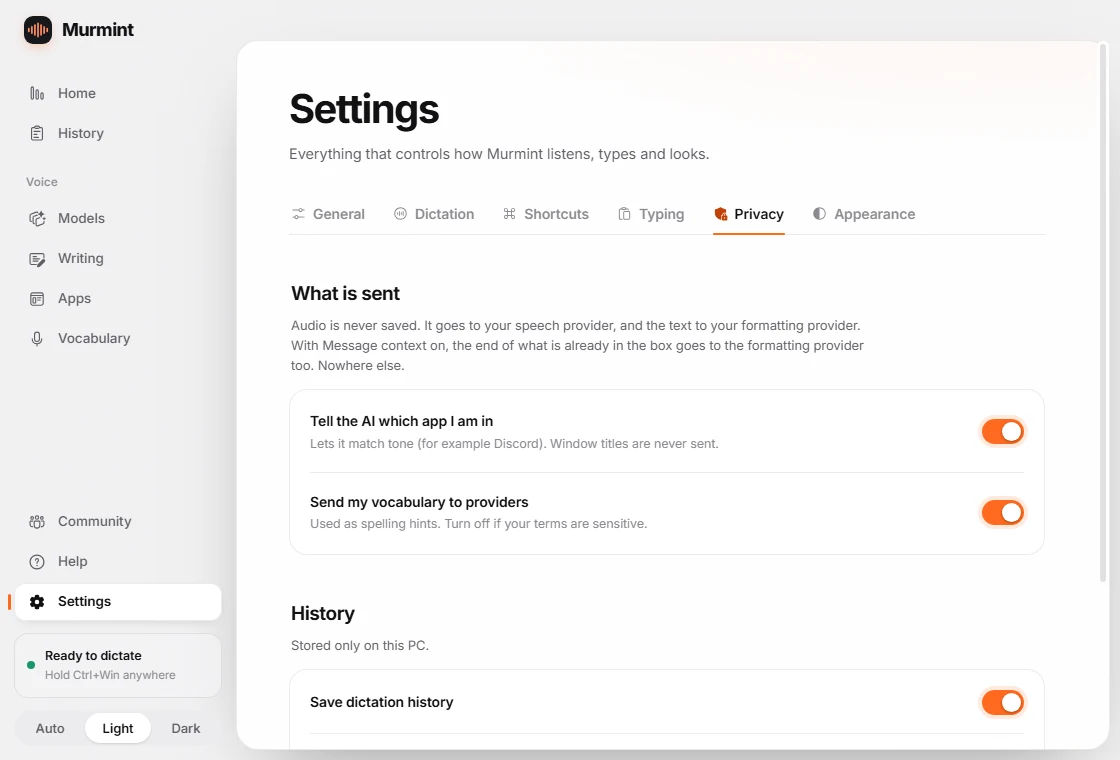 Murmint
Home
History
Voice
Models
Writing
Apps
Vocabulary
Community
Help
Settings
Ready to dictate
Hold Ctrl+Win anywhere
Auto
Light
Dark
Settings
Everything that controls how Murmint listens, types and looks.
General
Dictation
Shortcuts
Typing
Privacy
Appearance
What is sent
Audio is never saved. It goes to your speech provider, and the text to your formatting provider.
With Message context on, the end of what is already in the box goes to the formatting provider
too. Nowhere else.
Tell the AI which app I am in
Lets it match tone (for example Discord). Window titles are never sent.
Send my vocabulary to providers
Used as spelling hints. Turn off if your terms are sensitive.
History
Stored only on this PC.
Save dictation history